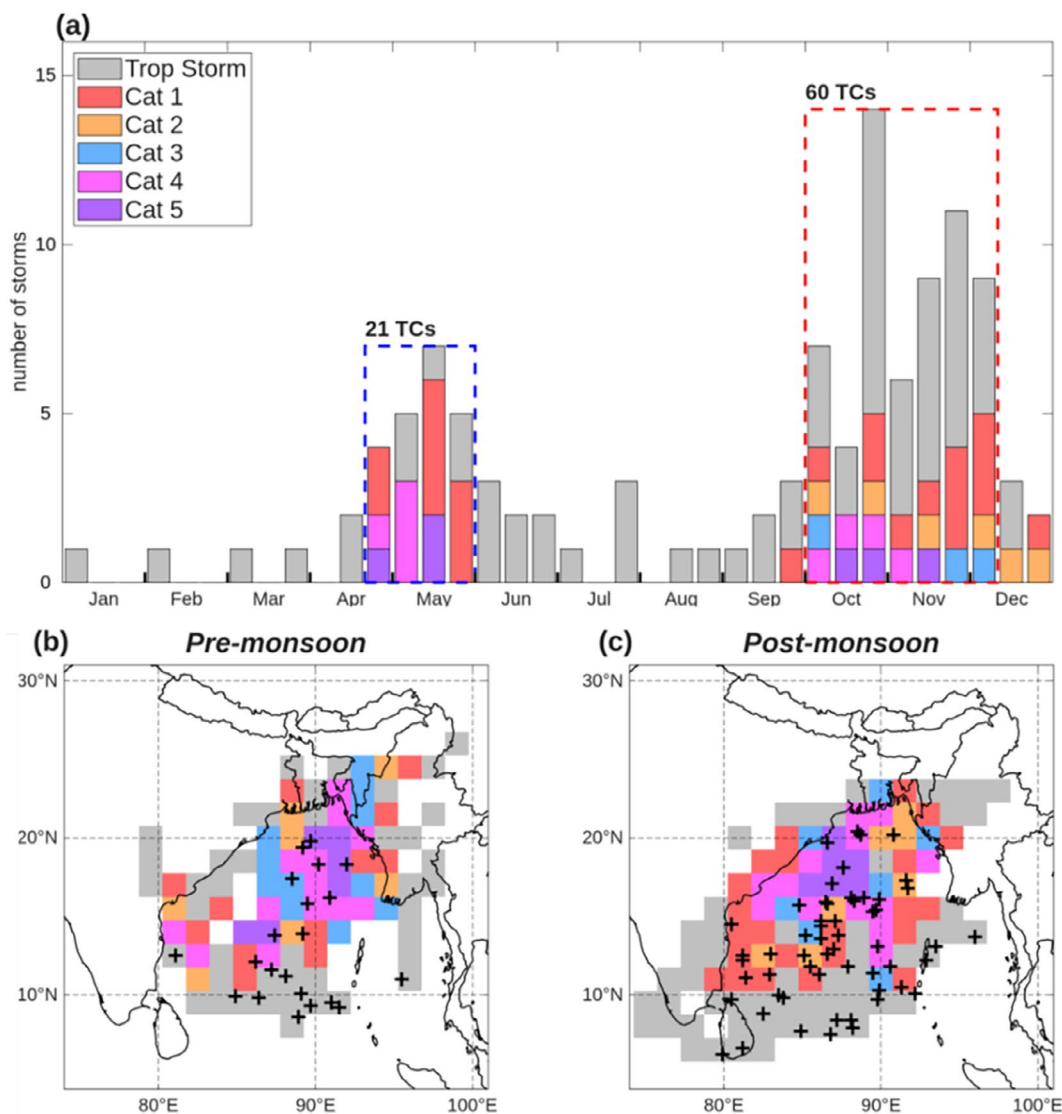 (a)
15
10
5
0
number of storms
Trop Storm
Cat 1
Cat 2
Cat 3
Cat 4
Cat 5
21 TCs
60 TCs
Jan Feb Mar Apr May Jun Jul Aug Sep Oct Nov Dec
(b) Pre-monsoon
30°N
20°N
10°N
80°E 90°E 100°E
(c) Post-monsoon
30°N
20°N
10°N
80°E 90°E 100°E